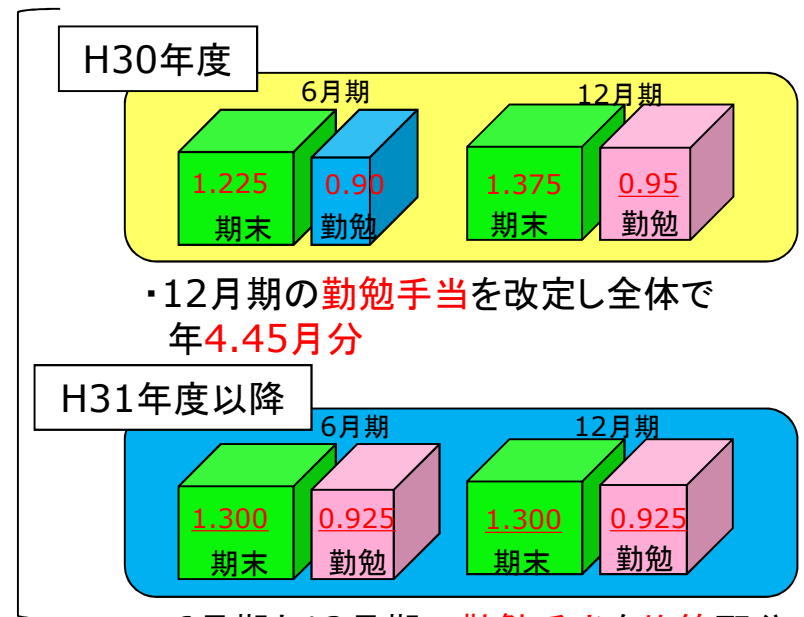 H30年度
6月期
12月期
1.225
0.90
1.375
0.95
期末
勤勉
期末
勤勉
・12月期の勤勉手当を改定し全体で
年4.45月分
H31年度以降
6月期
12月期
1.300
0.925
1.300
0.925
期末
勤勉
期末
勤勉